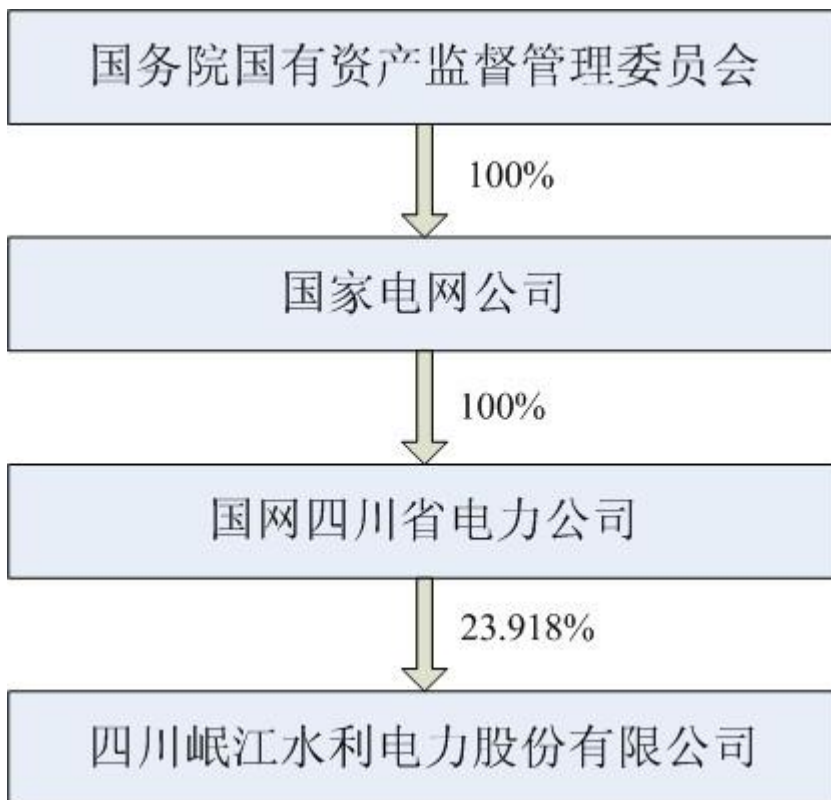 国务院国有资产监督管理委员会
100%
国家电网公司
100%
国网四川省电力公司
23.918%
四川岷江水利电力股份有限公司